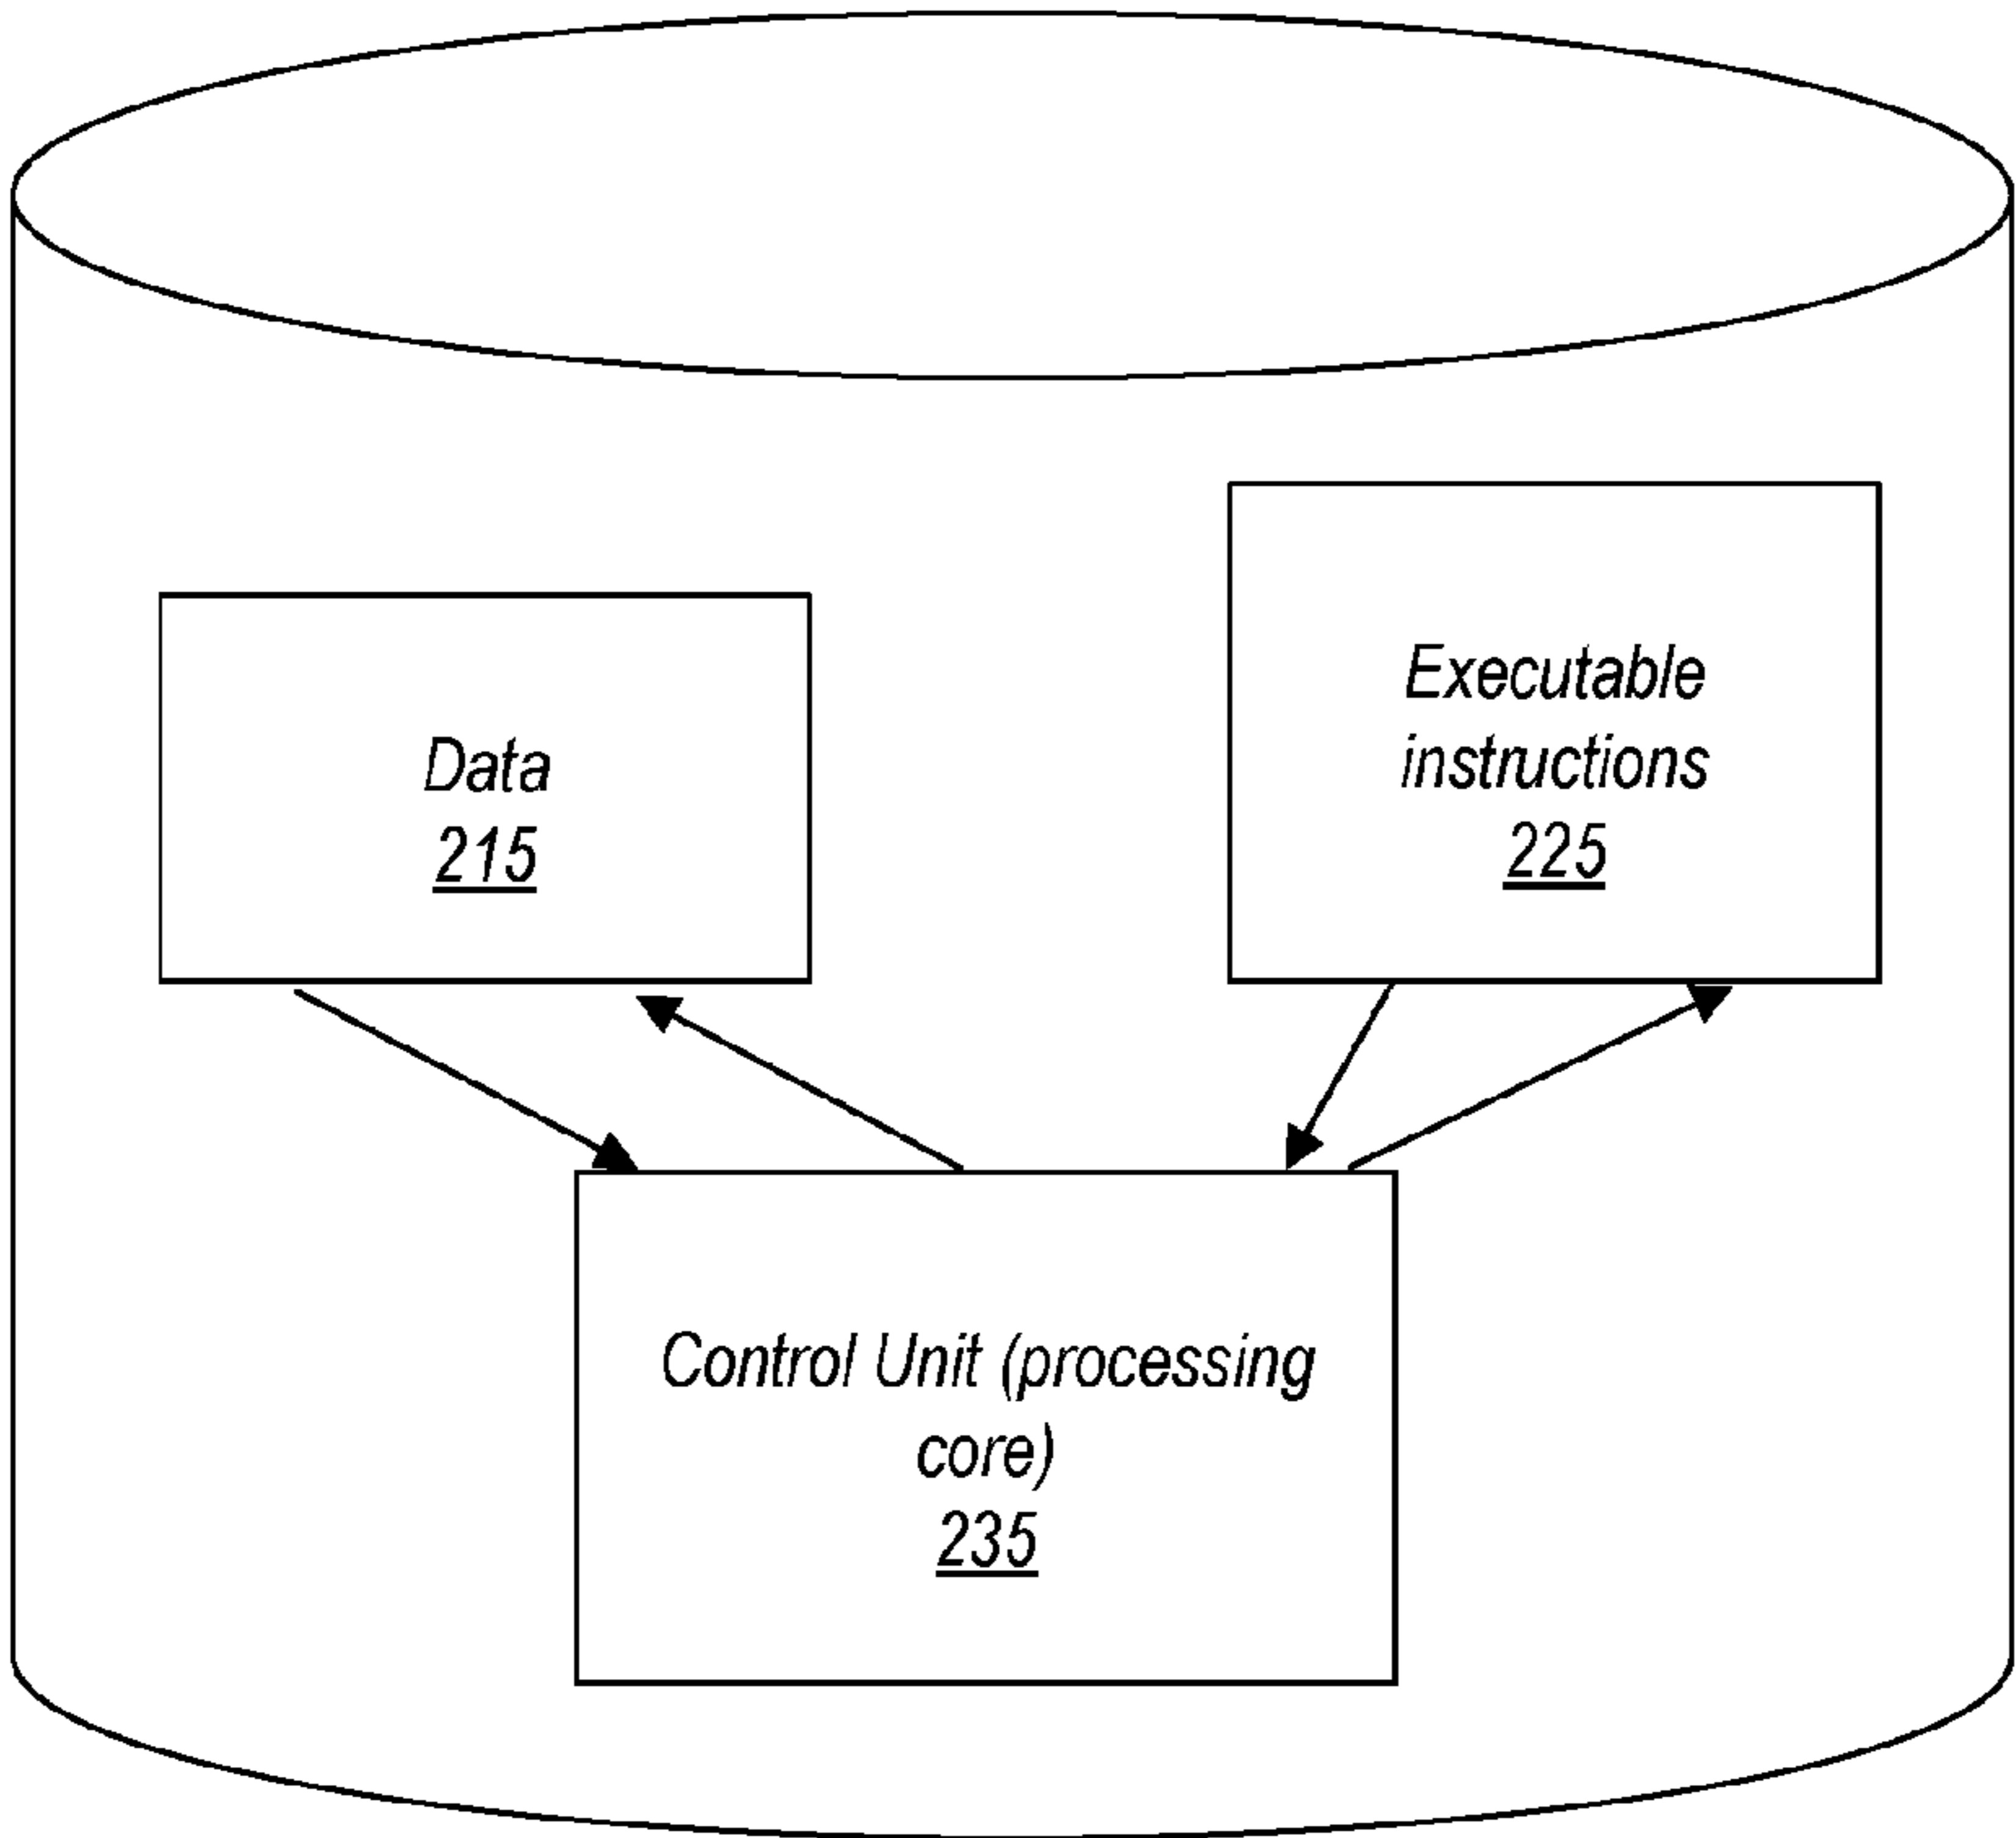 Data
215
Executable
instructions
225
Control Unit (processing
core)
235